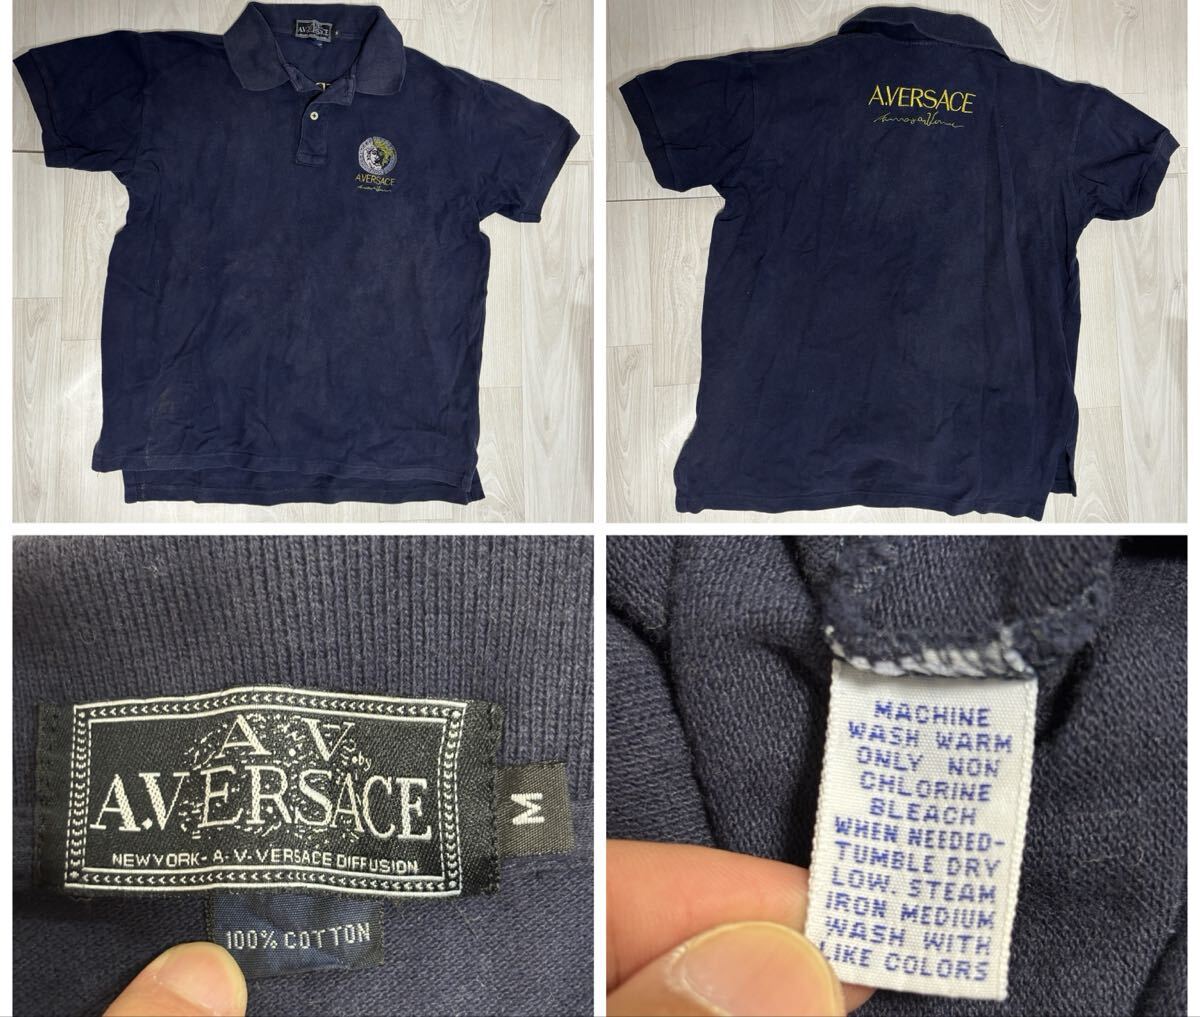 A.VERSACE
A.VERSACE
A.V
by
A.VERSACE
NEWYORK-A.V-VERSACE DIFFUSION
M
100% COTTON
MACHINE
WASH WARM
ONLY NON
CHLORINE
BLEACH
WHEN NEEDED-
TUMBLE DRY
LOW. STEAM
IRON MEDIUM
WASH WITH
LIKE COLORS